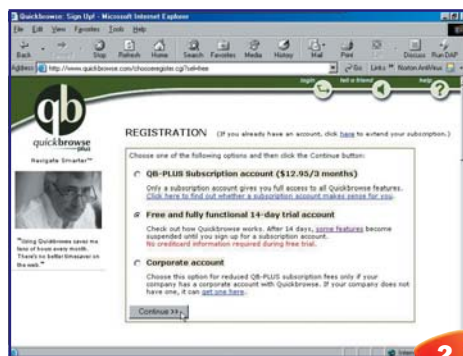 Quickbrowse: Sign Up! - Microsoft Internet Explorer
File Edit View Favorites Tools Help
Back Stop Refresh Home Search Favorites Media History Mail Print Discuss Run DAP
Address http://www.quickbrowse.com/chooseregister.cgi?sel=free Go Links » Norton AntiVirus
login tell a friend help
qb
quickbrowse
plus
Navigate Smarter™
"Using Quickbrowse saves me
tens of hours every month.
There's no better timesaver on
the web."
REGISTRATION (If you already have an account, click here to extend your subscription.)
Choose one of the following options and then click the Continue button:
QB-PLUS Subscription account ($12.95/3 months)
Only a subscription account gives you full access to all Quickbrowse features.
Click here to find out whether a subscription account makes sense for you.
Free and fully functional 14-day trial account
Check out how Quickbrowse works. After 14 days, some features become
suspended until you sign up for a subscription account.
No creditcard information required during free trial.
Corporate account
Choose this option for reduced QB-PLUS subscription fees only if your
company has a corporate account with Quickbrowse. If your company does not
have one, it can get one here.
Continue >>
2